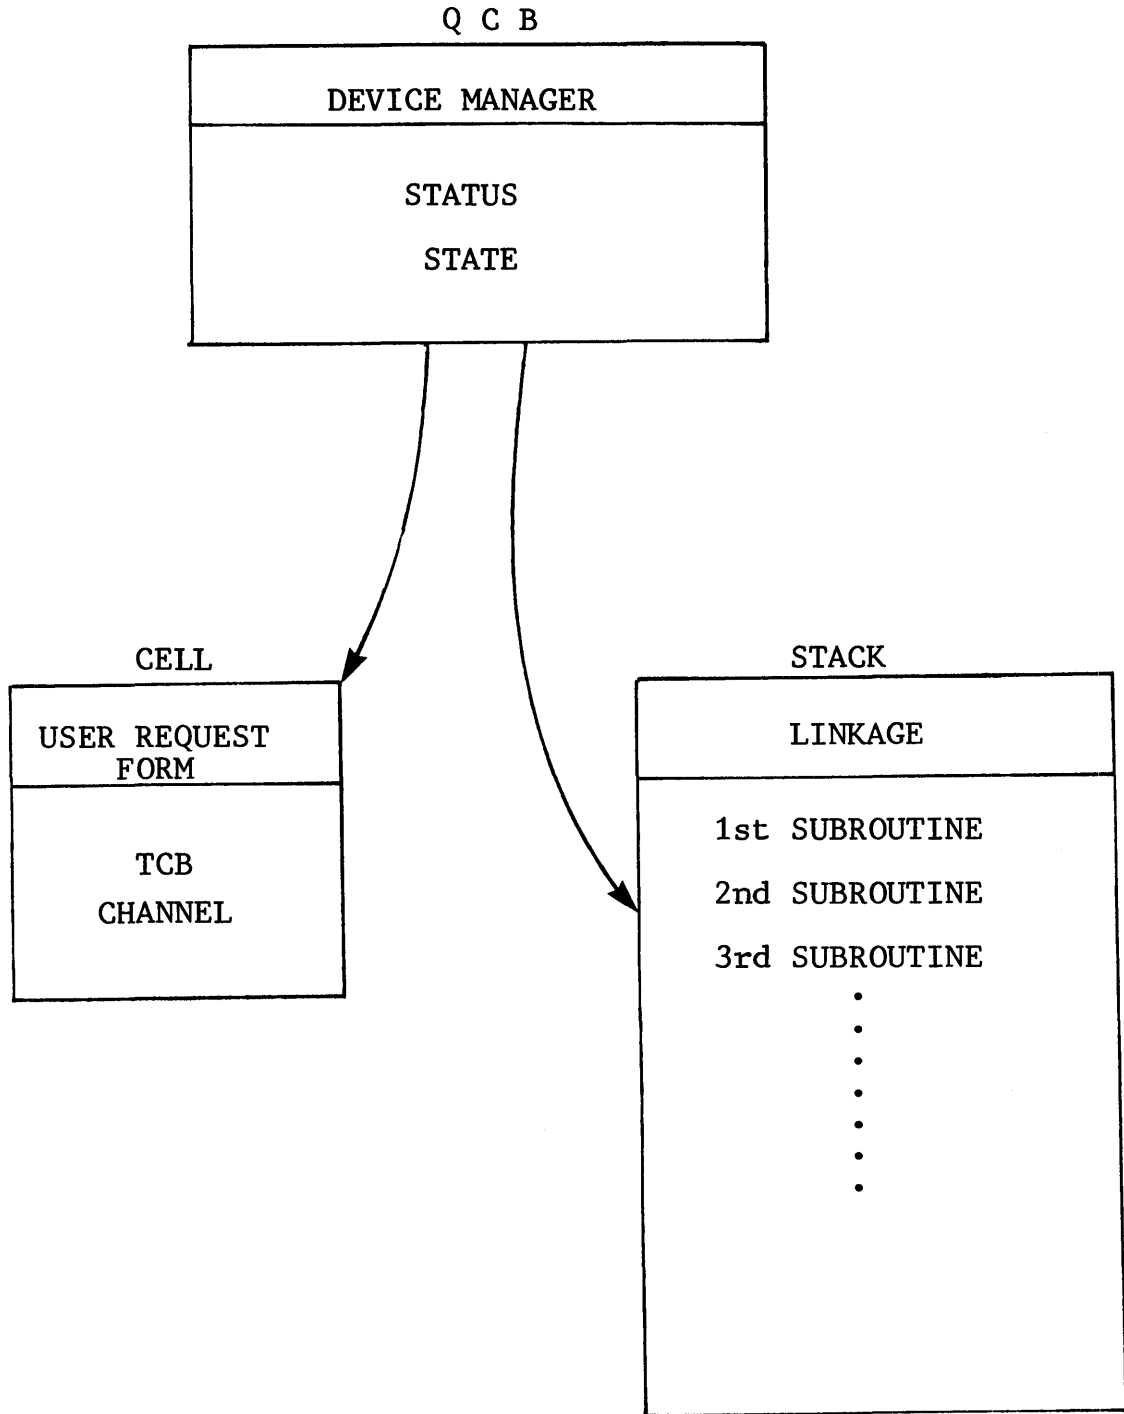 Q C B
DEVICE MANAGER
STATUS
STATE
CELL
USER REQUEST
FORM
TCB
CHANNEL
STACK
LINKAGE
1st SUBROUTINE
2nd SUBROUTINE
3rd SUBROUTINE